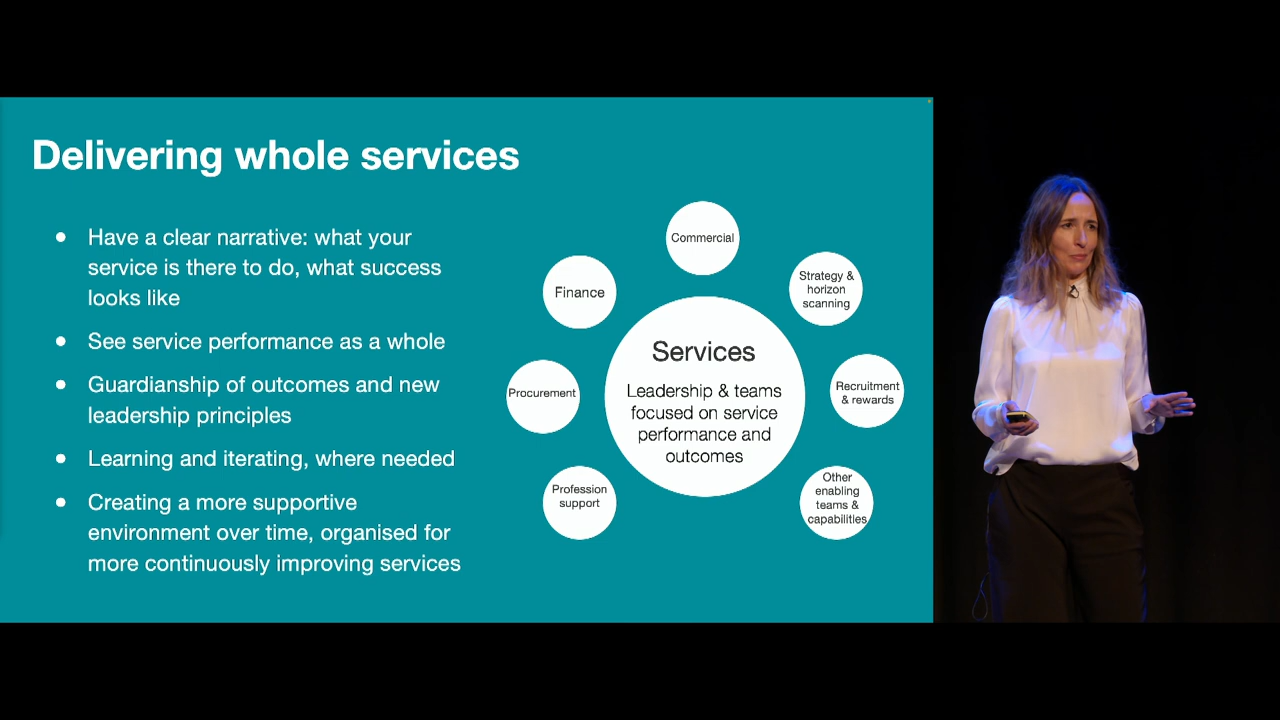 Delivering whole services
Have a clear narrative: what your
service is there to do, what success
looks like
See service performance as a whole
Guardianship of outcomes and new
leadership principles
Learning and iterating, where needed
Creating a more supportive
environment over time, organised for
more continuously improving services
Commercial
Finance
Strategy &
horizon
scanning
Procurement
Services
Leadership & teams
focused on service
performance and
outcomes
Recruitment
& rewards
Profession
support
Other
enabling
teams &
capabilities